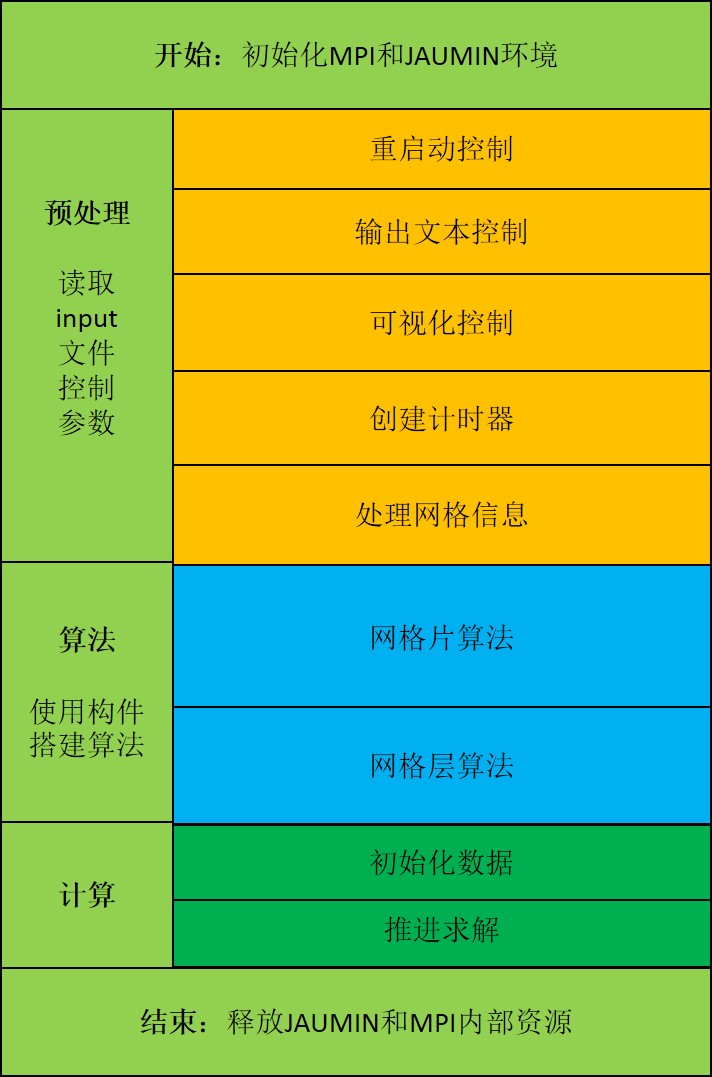 开始：初始化MPI和JAUMIN环境
预处理
读取
input
文件
控制
参数
重启动控制
输出文本控制
可视化控制
创建计时器
处理网格信息
算法
使用构件
搭建算法
网格片算法
网格层算法
计算
初始化数据
推进求解
结束：释放JAUMIN和MPI内部资源